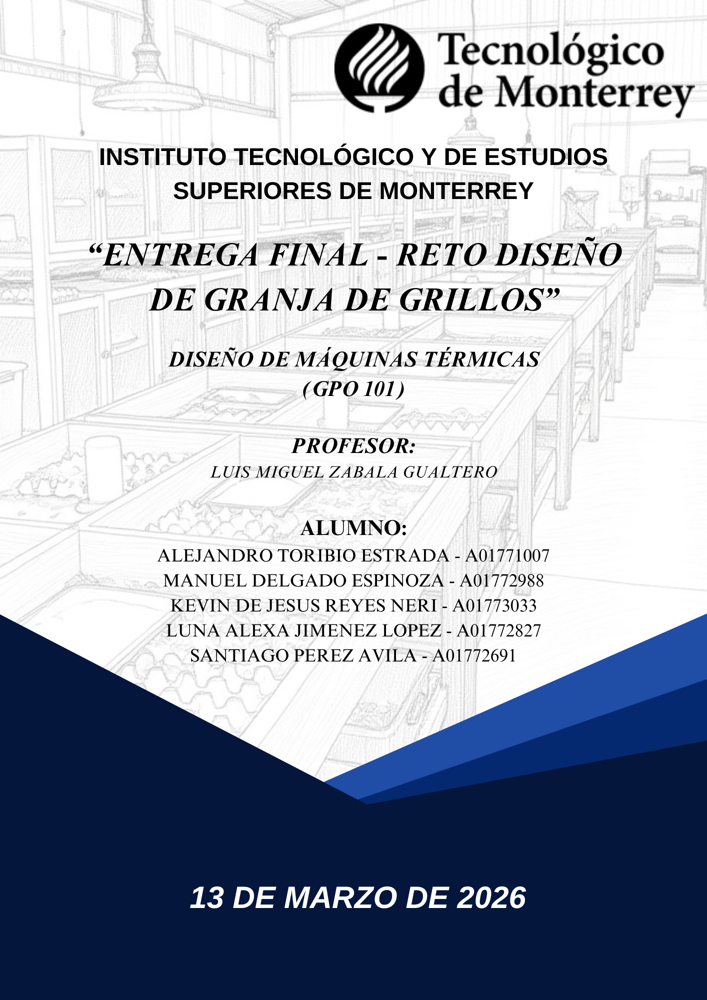 Tecnológico
de Monterrey
INSTITUTO TECNOLÓGICO Y DE ESTUDIOS
SUPERIORES DE MONTERREY
“ENTREGA FINAL - RETO DISEÑO
DE GRANJA DE GRILLOS”
DISEÑO DE MÁQUINAS TÉRMICAS
(GPO 101)
PROFESOR:
LUIS MIGUEL ZABALA GUALTERO
ALUMNO:
ALEJANDRO TORIBIO ESTRADA - A01771007
MANUEL DELGADO ESPINOZA - A01772988
KEVIN DE JESUS REYES NERI - A01773033
LUNA ALEXA JIMENEZ LOPEZ - A01772827
SANTIAGO PEREZ AVILA - A01772691
13 DE MARZO DE 2026